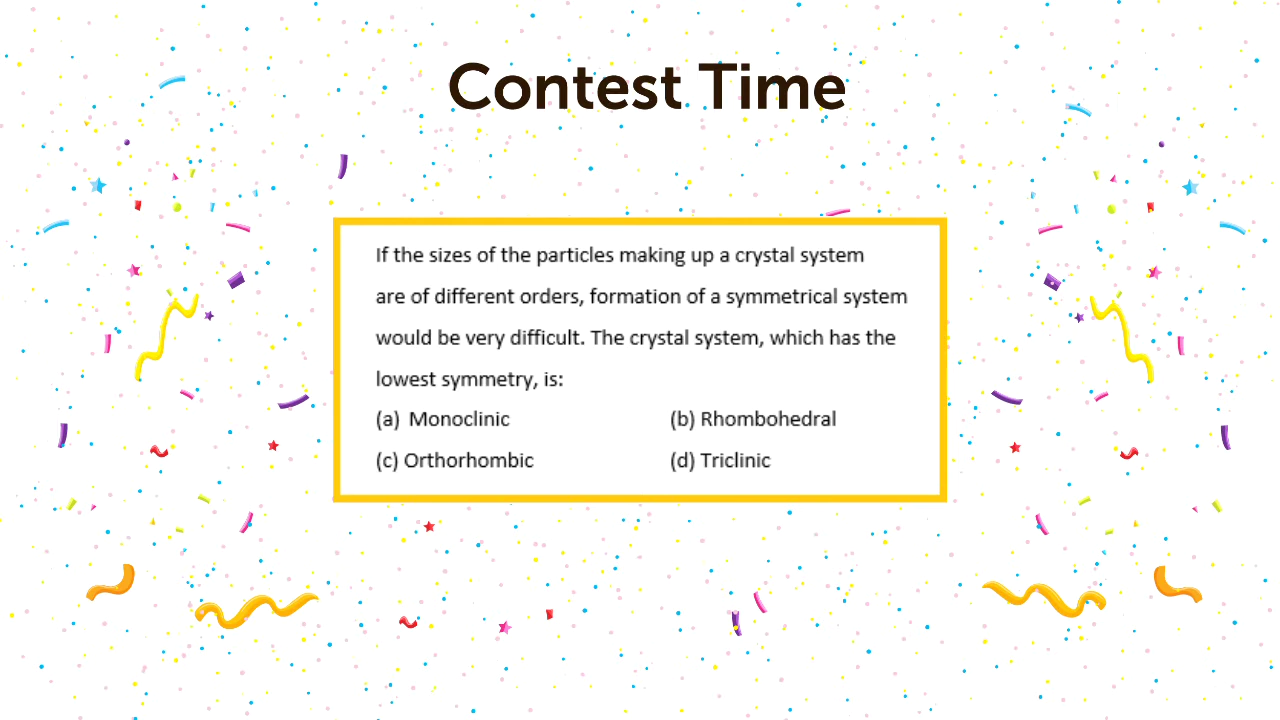 Contest Time
If the sizes of the particles making up a crystal system
are of different orders, formation of a symmetrical system
would be very difficult. The crystal system, which has the
lowest symmetry, is:
(a) Monoclinic (b) Rhombohedral
(c) Orthorhombic (d) Triclinic